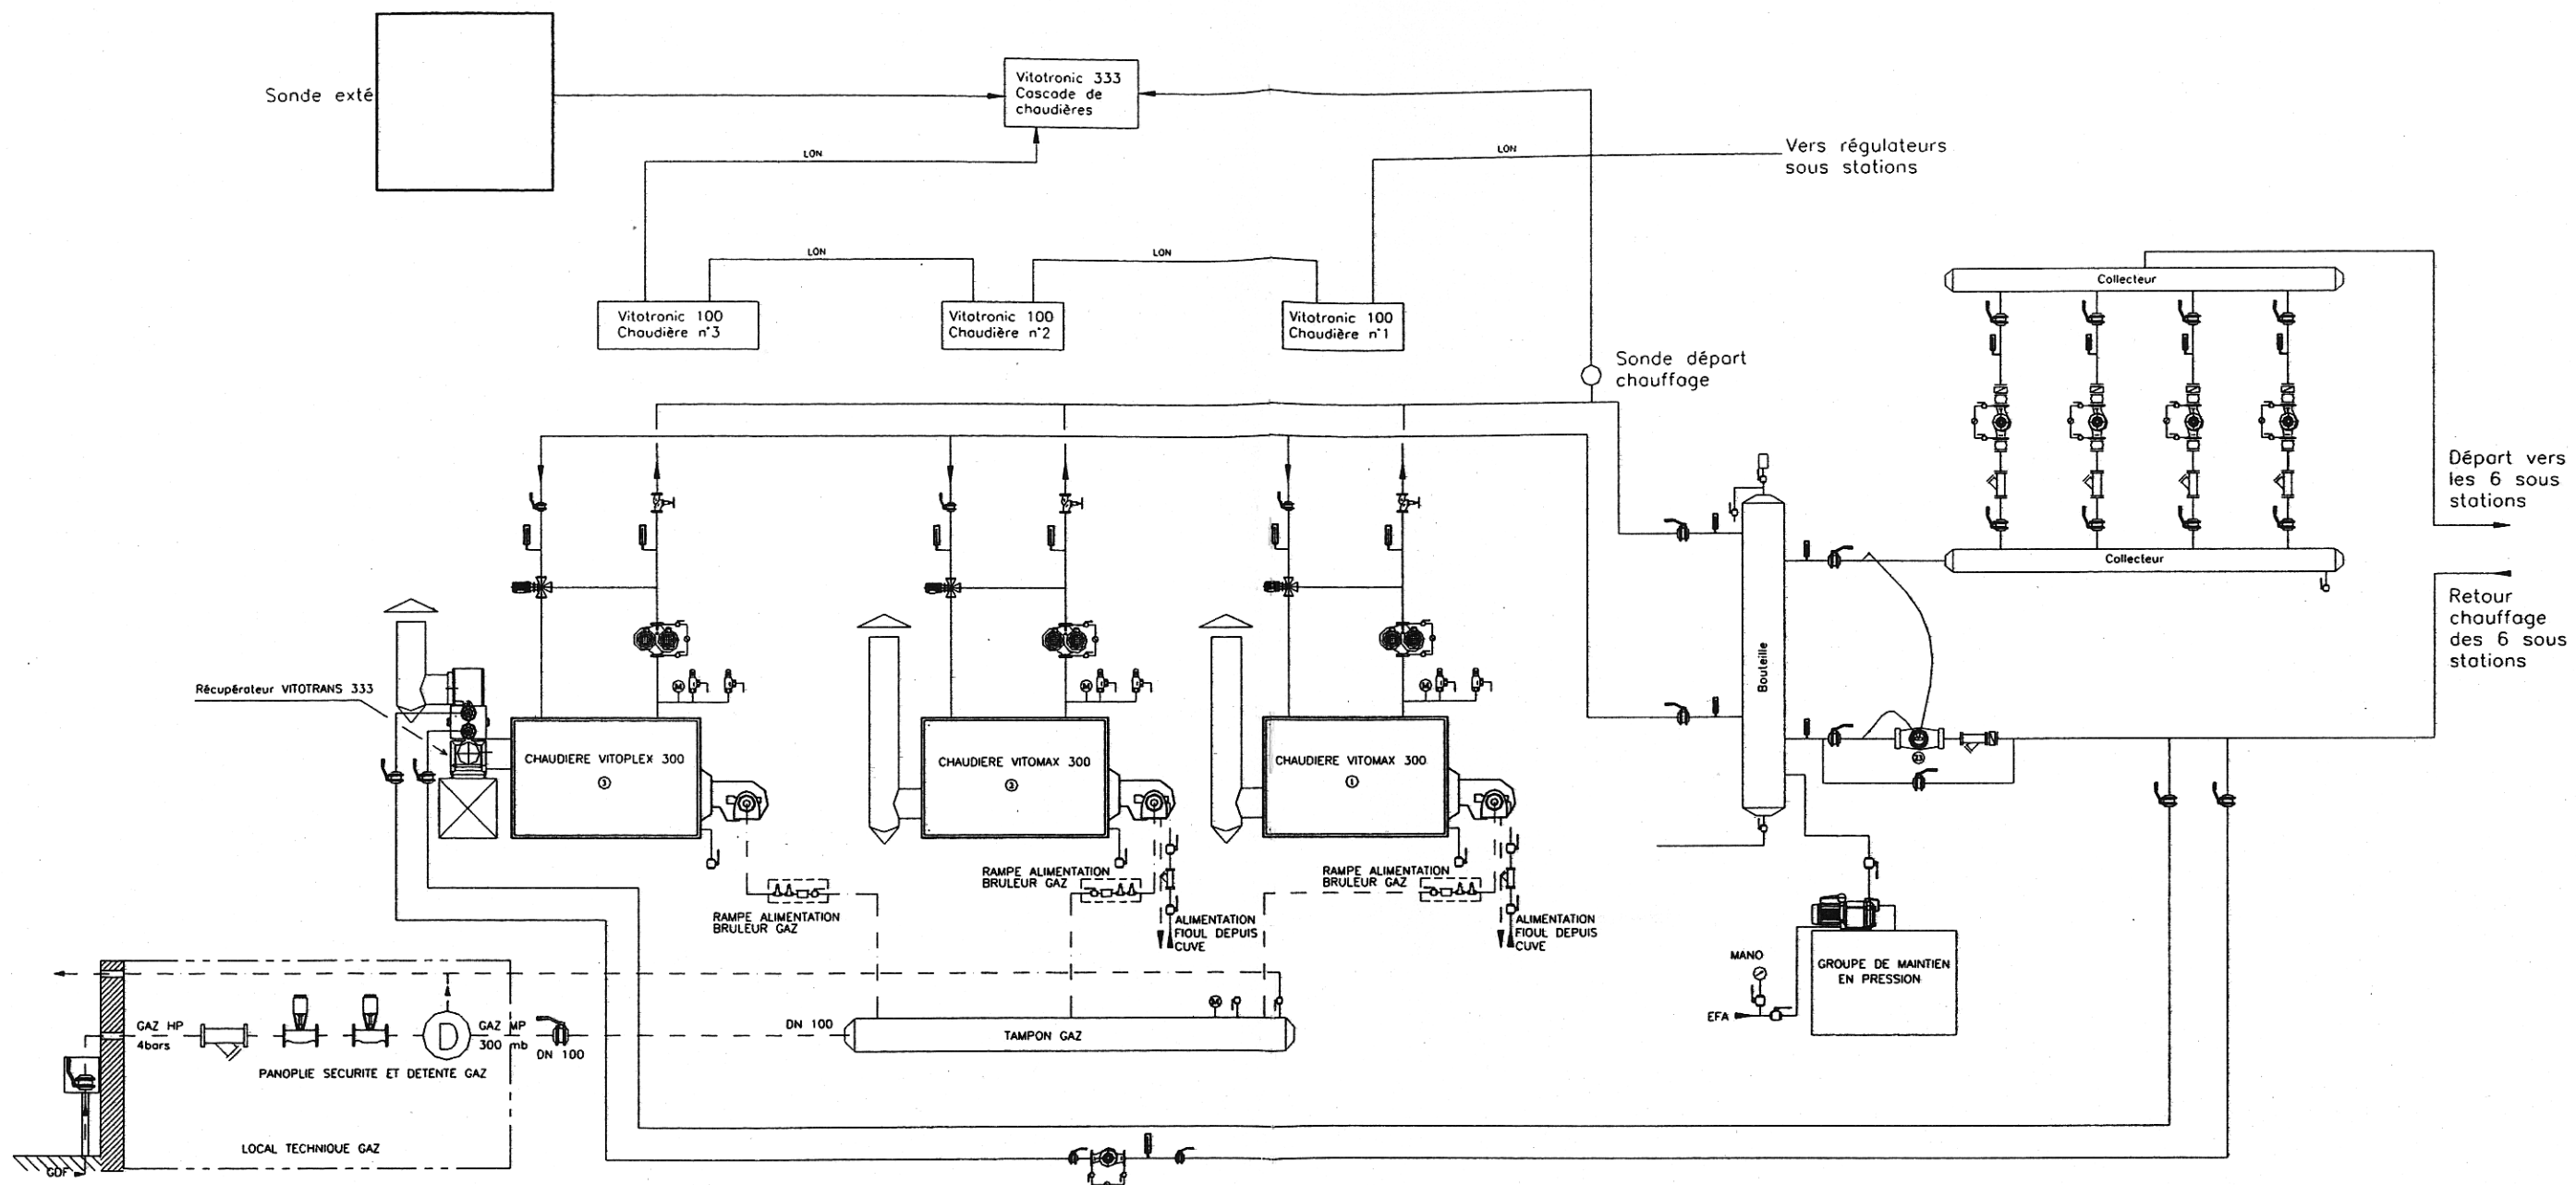 Sonde exté
Vitotronic 333
Cascade de
chaudières
LON
LON
Vers régulateurs
sous stations
LON
LON
Vitotronic 100
Chaudière n°3
Vitotronic 100
Chaudière n°2
Vitotronic 100
Chaudière n°1
Sonde départ
chauffage
Collecteur
Collecteur
Départ vers
les 6 sous
stations
Retour
chauffage
des 6 sous
stations
Bouteille
Récupérateur VITOTRANS 333
CHAUDIERE VITOPLEX 300
3
CHAUDIERE VITOMAX 300
2
CHAUDIERE VITOMAX 300
1
M
M
M
23
RAMPE ALIMENTATION
BRULEUR GAZ
RAMPE ALIMENTATION
BRULEUR GAZ
RAMPE ALIMENTATION
BRULEUR GAZ
ALIMENTATION
FIOUL DEPUIS
CUVE
ALIMENTATION
FIOUL DEPUIS
CUVE
MANO
EFA
GROUPE DE MAINTIEN
EN PRESSION
GAZ HP
4bars
D
GAZ MP
300 mb
DN 100
DN 100
M
TAMPON GAZ
PANOPLIE SECURITE ET DETENTE GAZ
LOCAL TECHNIQUE GAZ
GDF